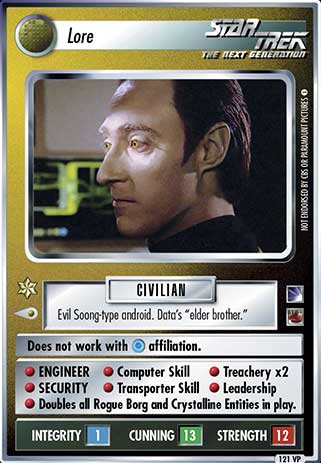 Lore
STAR TREK
THE NEXT GENERATION
NOT ENDORSED BY CBS OR PARAMOUNT PICTURES
CIVILIAN
Evil Soong-type android. Data's "elder brother."
Does not work with affiliation.
• ENGINEER • Computer Skill • Treachery x2
• SECURITY • Transporter Skill • Leadership
• Doubles all Rogue Borg and Crystalline Entities in play.
INTEGRITY 1 CUNNING 13 STRENGTH 12
121 VP